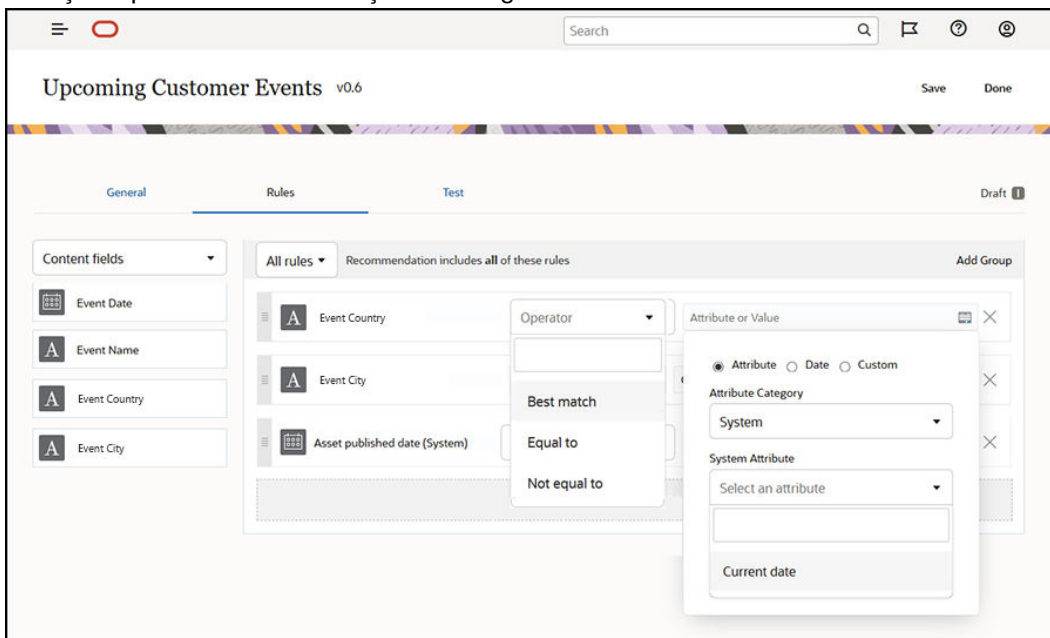 Search
Upcoming Customer Events v0.6
Save Done
General Rules Test Draft
Content fields
All rules Recommendation includes all of these rules Add Group
Event Date
Event Name
Event Country
Event City
Event Country Operator Attribute or Value
Event City
Asset published date (System)
Best match
Equal to
Not equal to
Attribute Date Custom
Attribute Category
System
System Attribute
Select an attribute
Current date